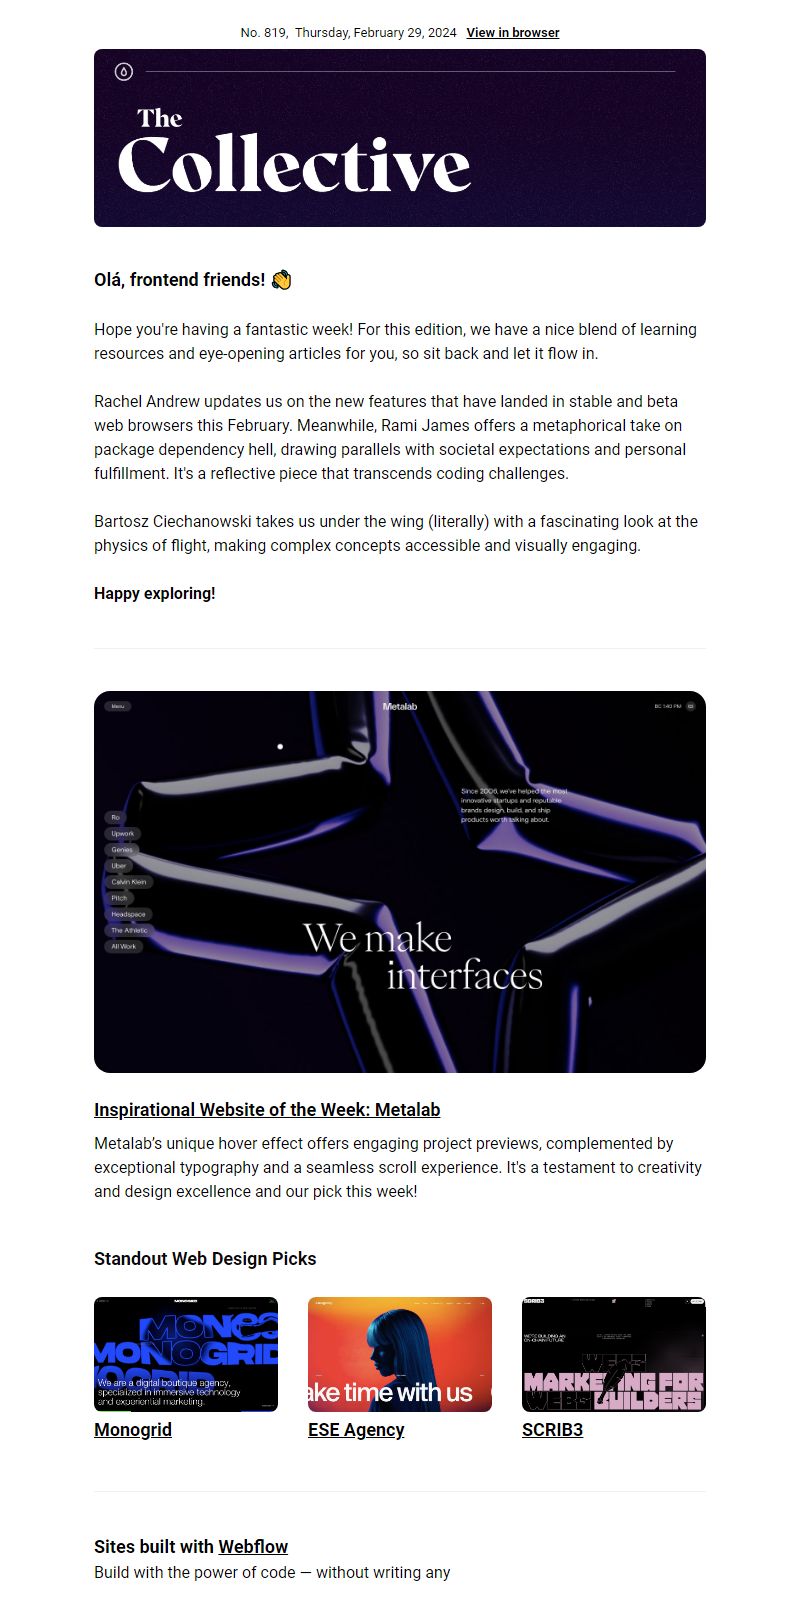 No. 819,  Thursday, February 29, 2024   View in browser
The
Collective
Olá, frontend friends! 👏
Hope you're having a fantastic week! For this edition, we have a nice blend of learning
resources and eye-opening articles for you, so sit back and let it flow in.
Rachel Andrew updates us on the new features that have landed in stable and beta
web browsers this February. Meanwhile, Rami James offers a metaphorical take on
package dependency hell, drawing parallels with societal expectations and personal
fulfillment. It's a reflective piece that transcends coding challenges.
Bartosz Ciechanowski takes us under the wing (literally) with a fascinating look at the
physics of flight, making complex concepts accessible and visually engaging.
Happy exploring!
Menu
Metalab
BC 1:40 PM
Since 2006, we've helped the most
innovative startups and reputable
brands design, build, and ship
products worth talking about.
Ro
Upwork
Genies
Uber
Calvin Klein
Pitch
Headspace
The Athletic
All Work
We make
interfaces
Inspirational Website of the Week: Metalab
Metalab’s unique hover effect offers engaging project previews, complemented by
exceptional typography and a seamless scroll experience. It's a testament to creativity
and design excellence and our pick this week!
Standout Web Design Picks
MONOGRID
MONOGRID
We are a digital boutique agency,
specialized in immersive technology
and experiential marketing.
Monogrid
ake time with us
ESE Agency
SCRIB3
WE'RE BUILDING AN
ON-CHAIN FUTURE
WEB3
MARKETING FOR
WEB3 BUILDERS
SCRIB3
Sites built with Webflow
Build with the power of code — without writing any